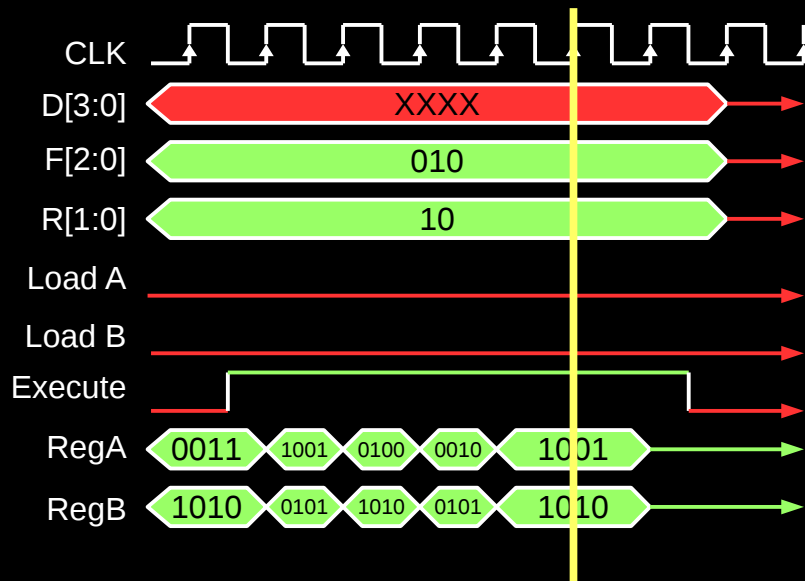 CLK
D[3:0] XXXX
F[2:0] 010
R[1:0] 10
Load A
Load B
Execute
RegA 0011 1001 0100 0010 1001
RegB 1010 0101 1010 0101 1010